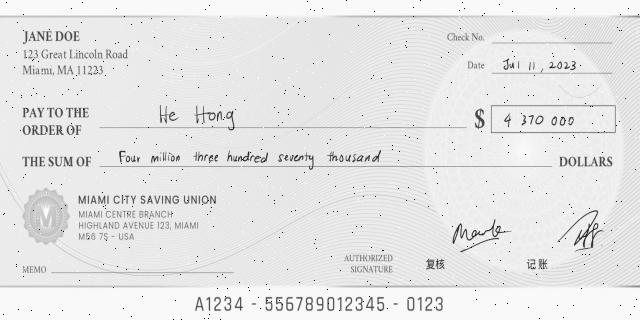 JANE DOE
Check No.
123 Great Lincoln Road
Miami, MA 11223
Date Jul 11, 2023
PAY TO THE ORDER OF He Hong $ 4 370 000
THE SUM OF Four million three hundred seventy thousand DOLLARS
M MIAMI CITY SAVING UNION
MIAMI CENTRE BRANCH
HIGHLAND AVENUE 123, MIAMI
M56 7S - USA
MEMO
AUTHORIZED SIGNATURE 复核 记账
A1234 - 556789012345 - 0123